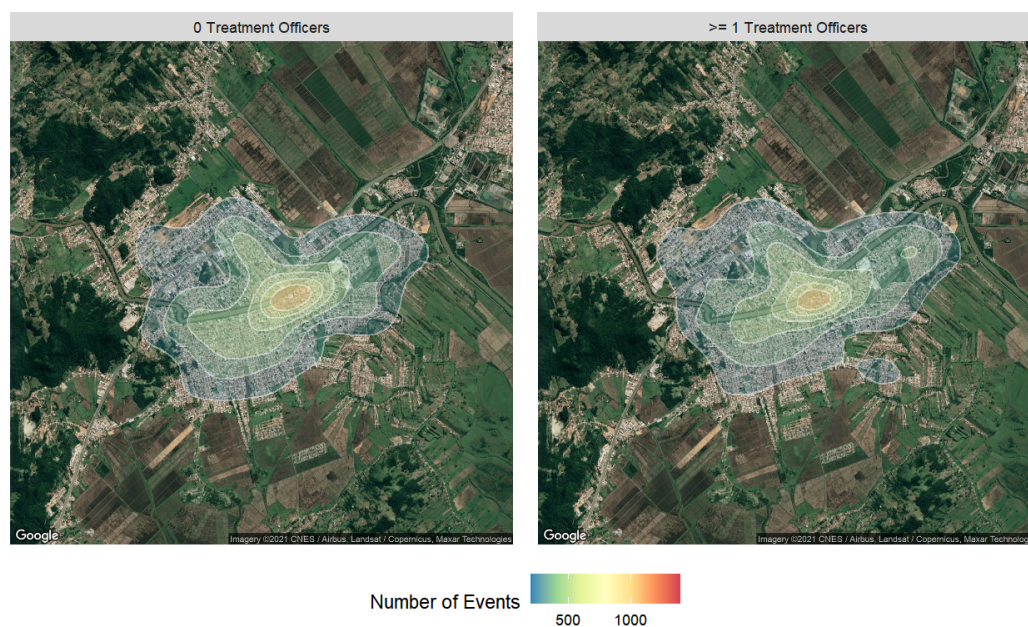 0 Treatment Officers
>= 1 Treatment Officers
Google
Imagery ©2021 CNES / Airbus, Landsat / Copernicus, Maxar Technologies
Google
Imagery ©2021 CNES / Airbus, Landsat / Copernicus, Maxar Technolog
Number of Events
500
1000